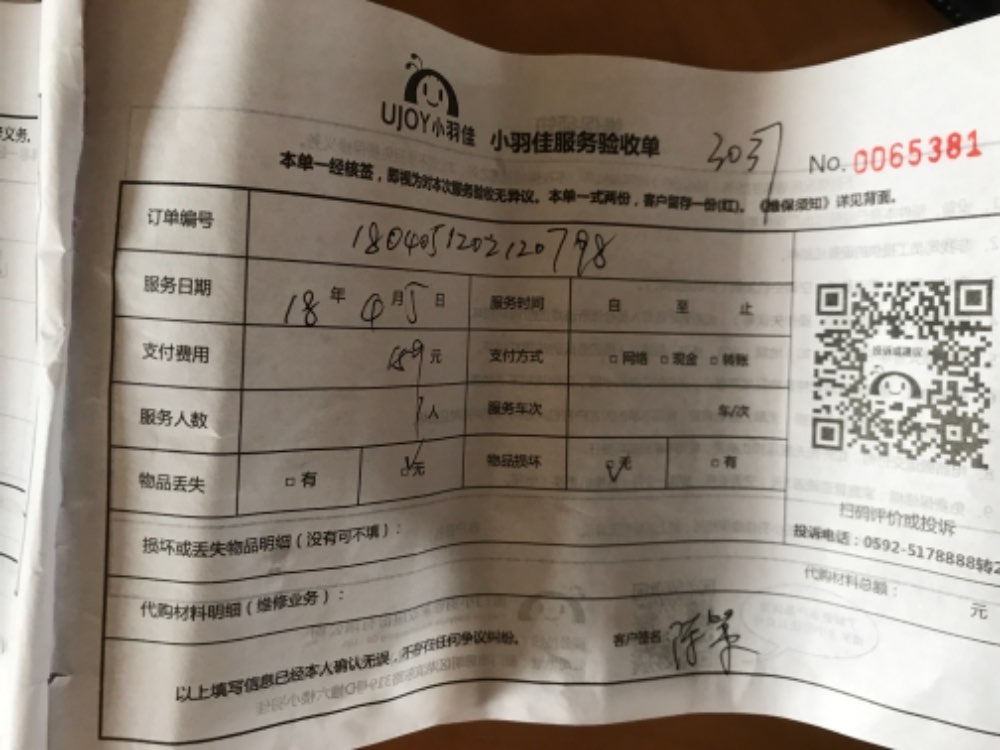 UJOY小羽佳
小羽佳服务验收单
3037
No. 0065381
本单一经核签，即视为对本次服务验收无异议。本单一式两份，客户留存一份(红)。《维保须知》详见背面。
订单编号 1804051202120798
服务日期 18 年 4 月 5 日 服务时间 自 至 止
支付费用 189 元 支付方式 □ 网络 □ 现金 □ 转账
服务人数 1 人 服务车次 车/次
物品丢失 □ 有 □ 无 物品损坏 □ 无 □ 有
扫码评价或投诉
投诉电话：0592-5178888转2
损坏或丢失物品明细（没有可不填）：
代购材料明细（维修业务）：
代购材料总额： 元
以上填写信息已经本人确认无误，不存在任何争议纠纷。
客户签名：
投诉或建议